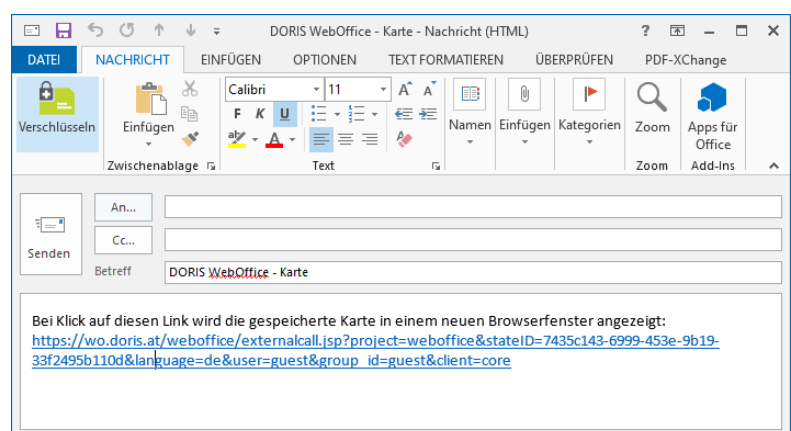 DORIS WebOffice - Karte - Nachricht (HTML)
?
DATEI NACHRICHT EINFÜGEN OPTIONEN TEXT FORMATIEREN ÜBERPRÜFEN PDF-XChange
Calibri 11 A A
F K U
Verschlüsseln Einfügen Namen Einfügen Kategorien Zoom Apps für
Office
ab A
Zwischenablage Text Zoom Add-Ins
An...
Cc...
Senden
Betreff DORIS WebOffice - Karte
Bei Klick auf diesen Link wird die gespeicherte Karte in einem neuen Browserfenster angezeigt:
https://wo.doris.at/weboffice/externalcall.jsp?project=weboffice&stateID=7435c143-6999-453e-9b19-
33f2495b110d&language=de&user=guest&group_id=guest&client=core